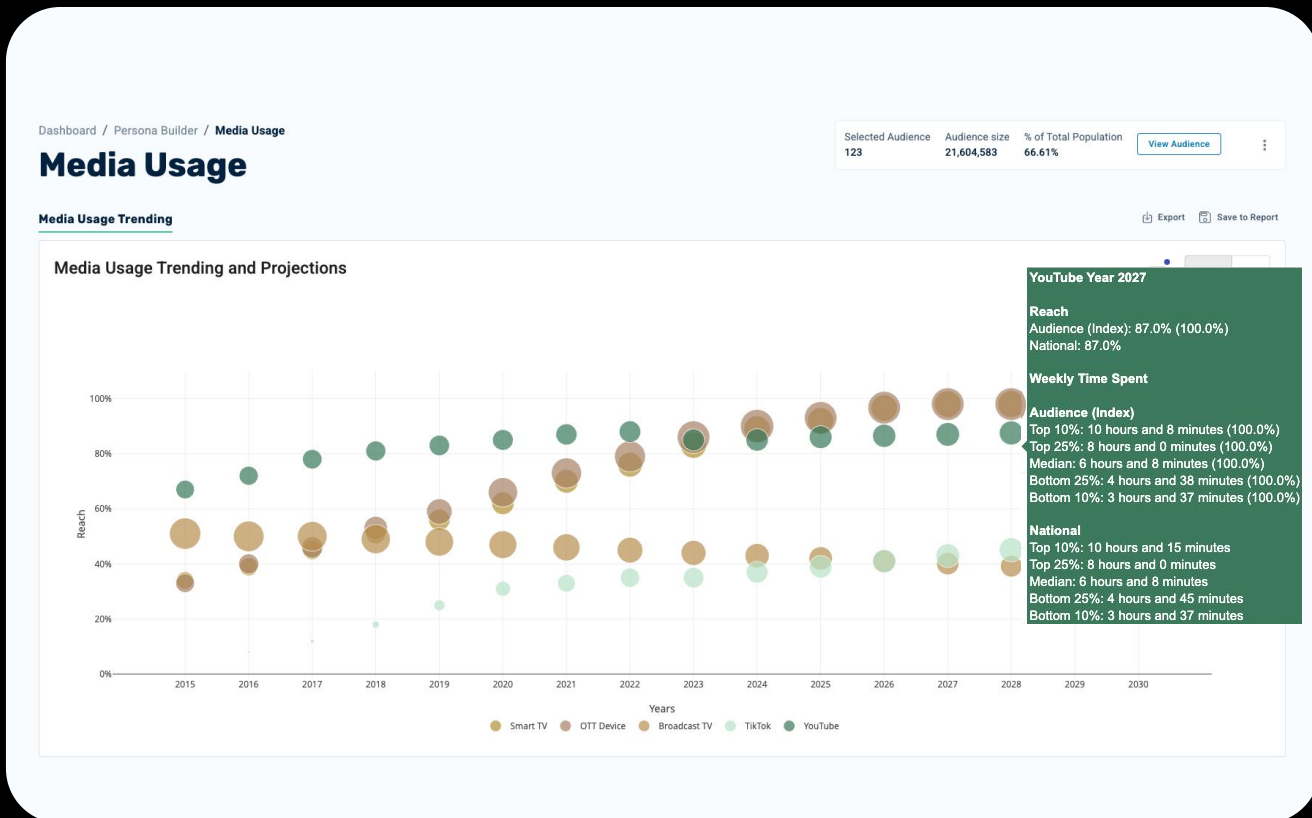 Dashboard / Persona Builder / Media Usage
Media Usage
Selected Audience
123
Audience size
21,604,583
% of Total Population
66.61%
View Audience
Media Usage Trending
Export
Save to Report
Media Usage Trending and Projections
YouTube Year 2027
Reach
Audience (Index): 87.0% (100.0%)
National: 87.0%
Weekly Time Spent
Audience (Index)
Top 10%: 10 hours and 8 minutes (100.0%)
Top 25%: 8 hours and 0 minutes (100.0%)
Median: 6 hours and 8 minutes (100.0%)
Bottom 25%: 4 hours and 38 minutes (100.0%)
Bottom 10%: 3 hours and 37 minutes (100.0%)
National
Top 10%: 10 hours and 15 minutes
Top 25%: 8 hours and 0 minutes
Median: 6 hours and 8 minutes
Bottom 25%: 4 hours and 45 minutes
Bottom 10%: 3 hours and 37 minutes
100%
80%
60%
40%
20%
0%
Reach
2015 2016 2017 2018 2019 2020 2021 2022 2023 2024 2025 2026 2027 2028 2029 2030
Years
Smart TV OTT Device Broadcast TV TikTok YouTube